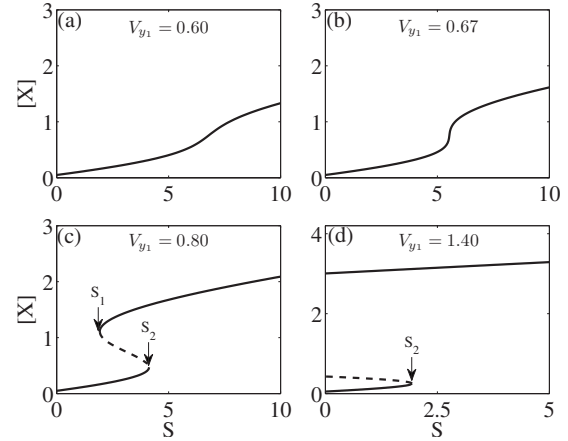 (a) V_{y_1} = 0.60
[X]
3
2
1
0
0 5 10
(b) V_{y_1} = 0.67
3
2
1
0
0 5 10
(c) V_{y_1} = 0.80
[X]
3
2
1
0
S_1
S_2
0 5 10
S
(d) V_{y_1} = 1.40
4
2
0
S_2
0 2.5 5
S